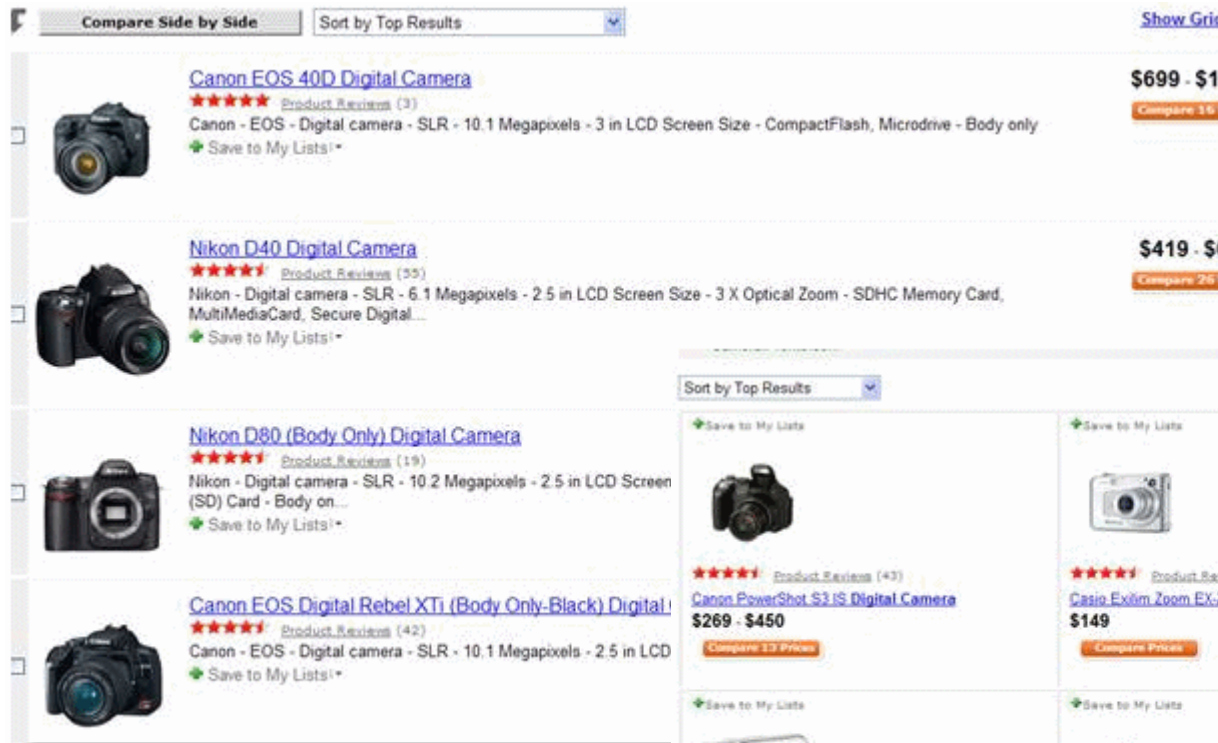 Compare Side by Side
Sort by Top Results
Show Grid
Canon EOS 40D Digital Camera
$699 - $1
Product Reviews (3)
Compare 16
Canon - EOS - Digital camera - SLR - 10.1 Megapixels - 3 in LCD Screen Size - CompactFlash, Microdrive - Body only
Save to My Lists
Nikon D40 Digital Camera
$419 - $
Product Reviews (55)
Compare 26
Nikon - Digital camera - SLR - 6.1 Megapixels - 2.5 in LCD Screen Size - 3 X Optical Zoom - SDHC Memory Card,
MultiMediaCard, Secure Digital...
Save to My Lists
Nikon D80 (Body Only) Digital Camera
Product Reviews (19)
Nikon - Digital camera - SLR - 10.2 Megapixels - 2.5 in LCD Screen
(SD) Card - Body on...
Save to My Lists
Canon EOS Digital Rebel XTi (Body Only-Black) Digital
Product Reviews (42)
Canon - EOS - Digital camera - SLR - 10.1 Megapixels - 2.5 in LCD
Save to My Lists
Sort by Top Results
Save to My Lists
Save to My Lists
Product Reviews (43)
Product Re
Canon PowerShot S3 IS Digital Camera
Casio Exilim Zoom EX-
$269 - $450
$149
Compare 13 Prices
Compare Prices
Save to My Lists
Save to My Lists